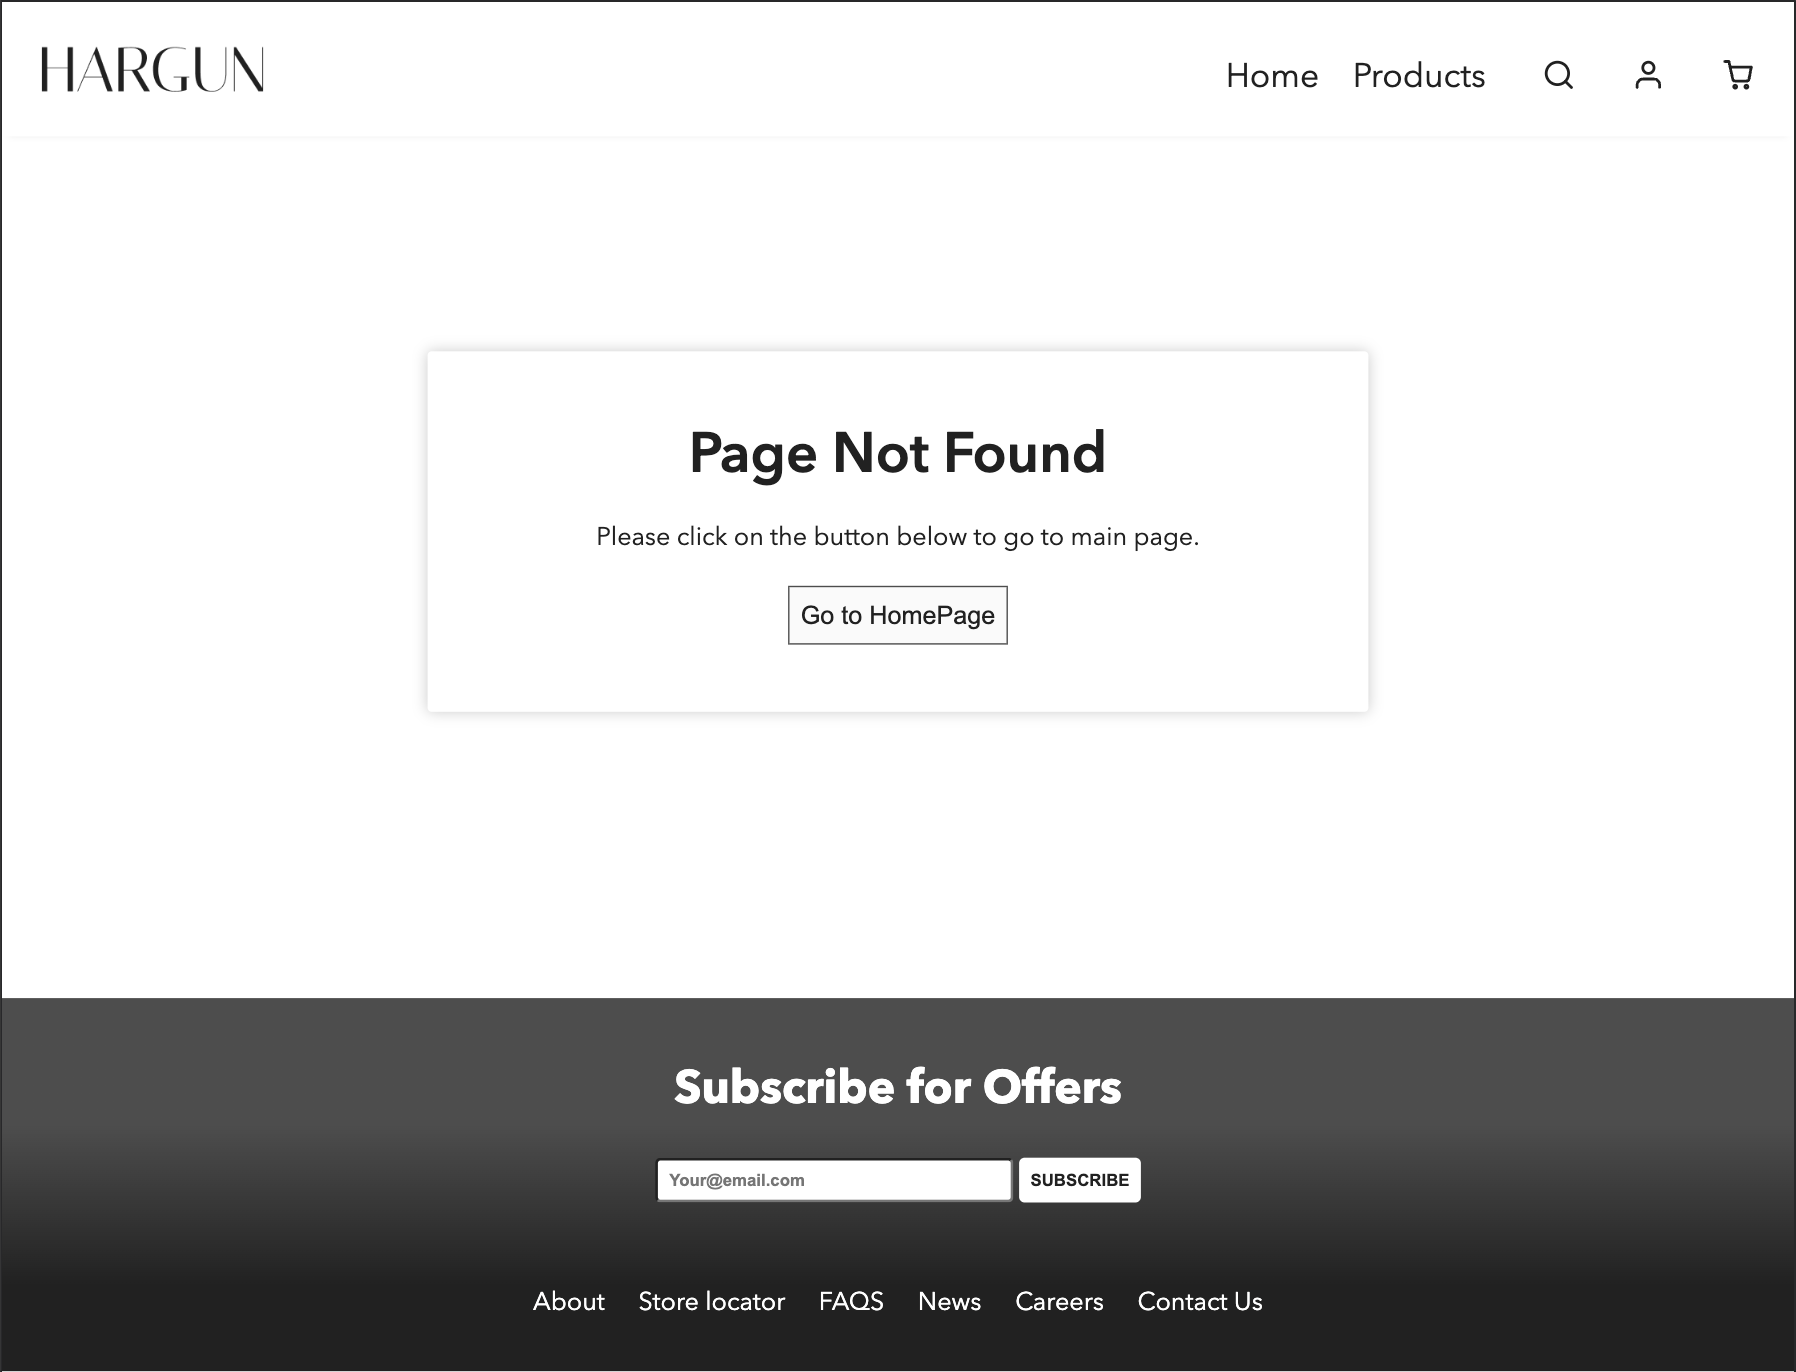 HARGUN
Home Products
Page Not Found
Please click on the button below to go to main page.
Go to HomePage
Subscribe for Offers
Your@email.com SUBSCRIBE
About Store locator FAQS News Careers Contact Us